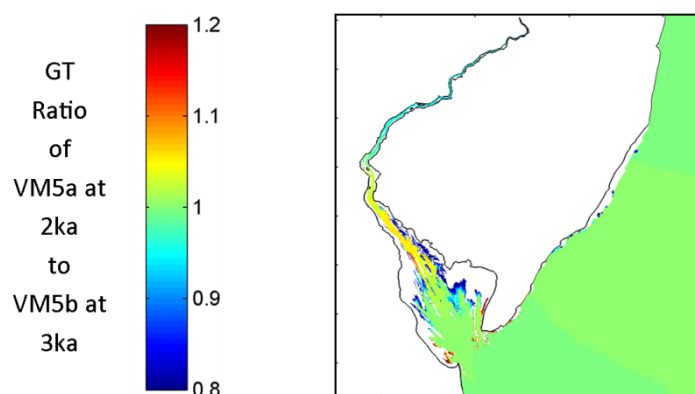 GT
Ratio
of
VM5a at
2ka
to
VM5b at
3ka
1.2
1.1
1
0.9
0.8